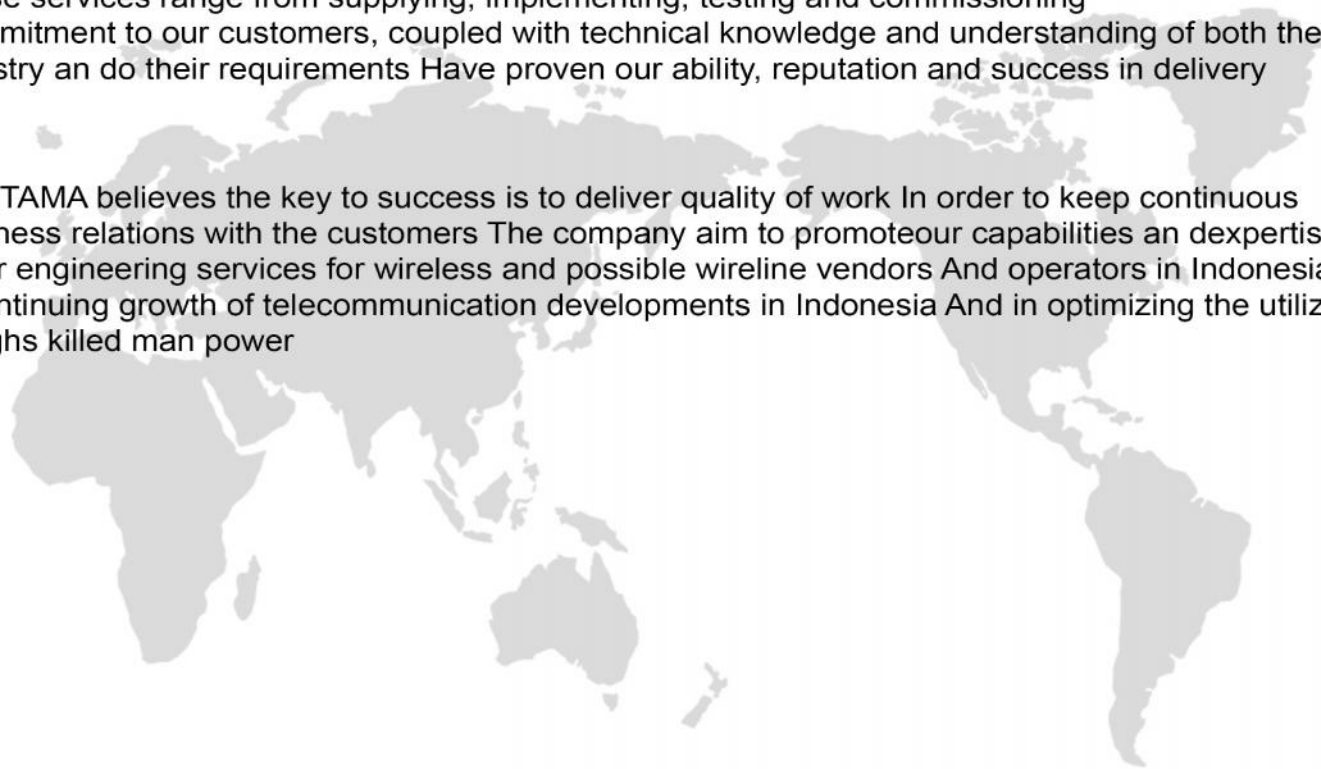 se services range from supplying, implementing, testing and commissioning
mitment to our customers, coupled with technical knowledge and understanding of both the
stry an do their requirements Have proven our ability, reputation and success in delivery
TAMA believes the key to success is to deliver quality of work In order to keep continuous
ness relations with the customers The company aim to promoteour capabilities an dexpertis
r engineering services for wireless and possible wireline vendors And operators in Indonesia
ntinuing growth of telecommunication developments in Indonesia And in optimizing the utiliz
ghs killed man power